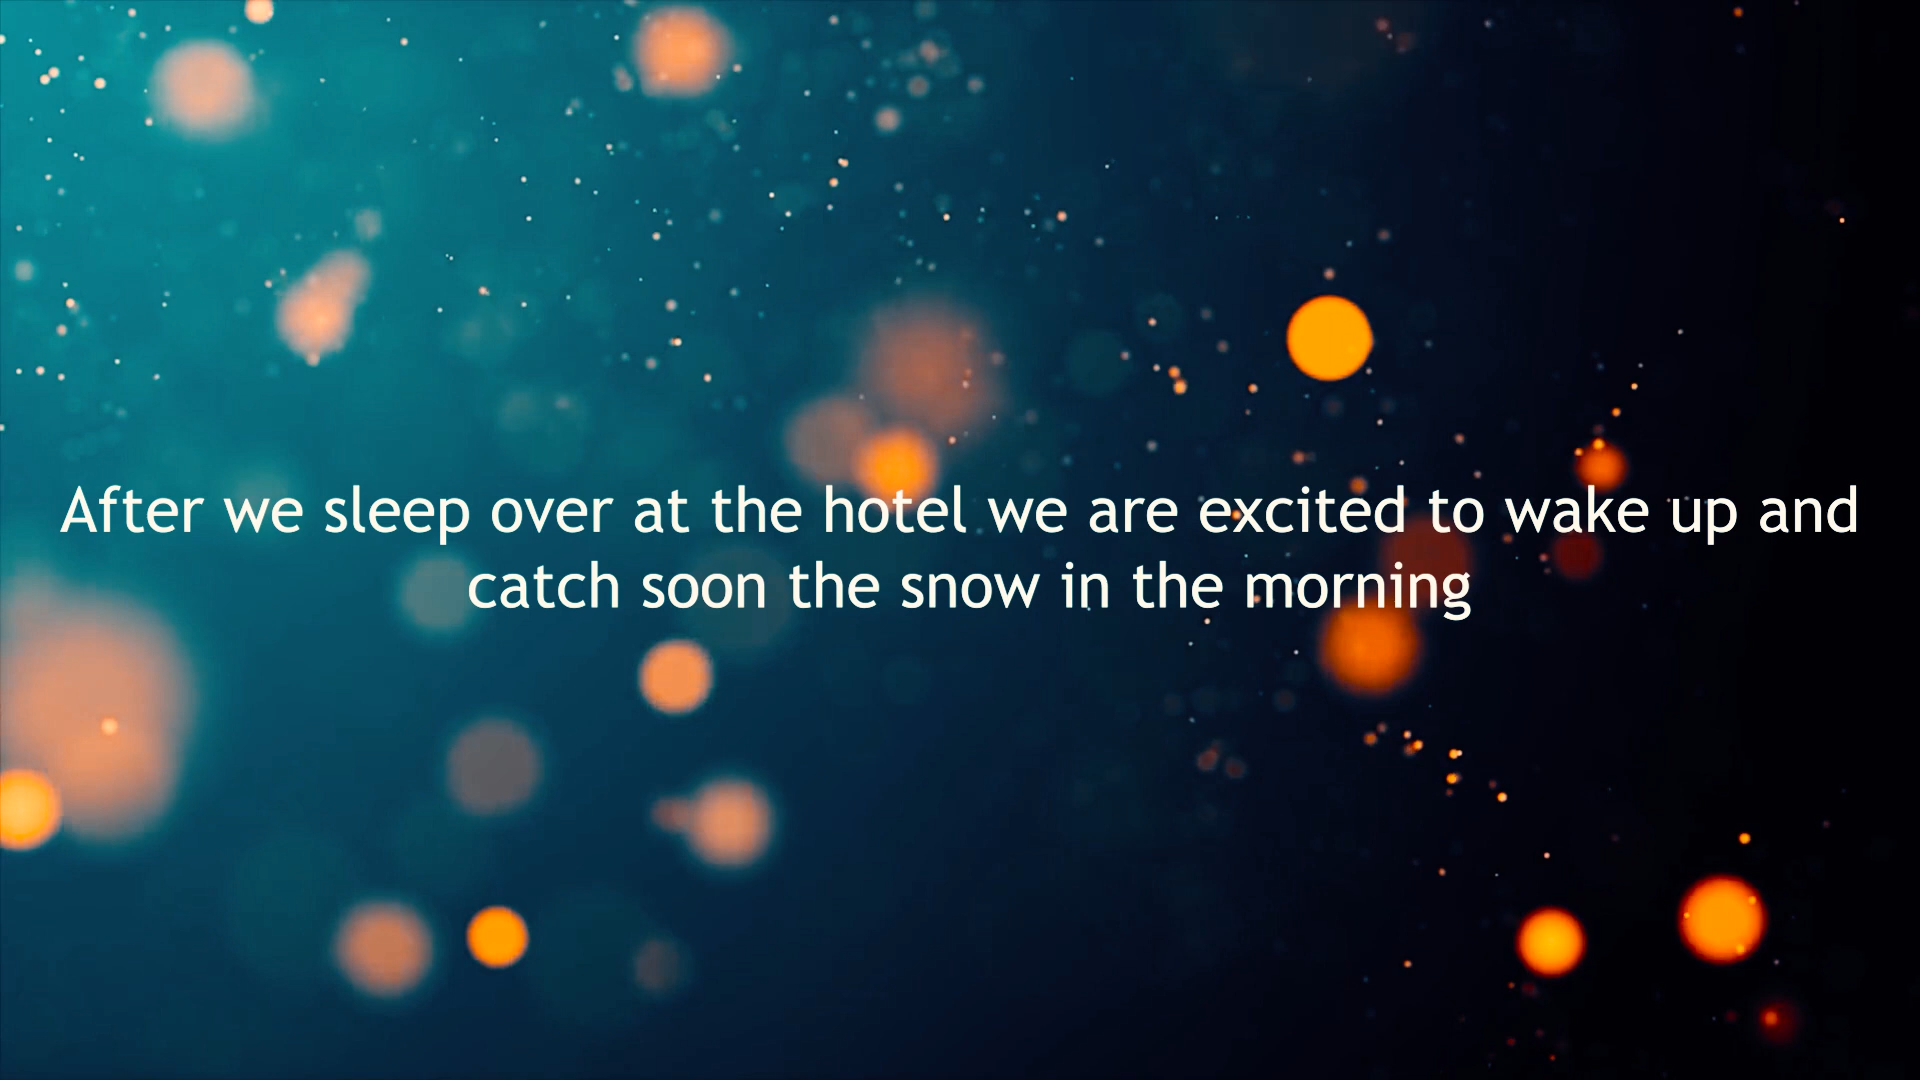 After we sleep over at the hotel we are excited to wake up and
catch soon the snow in the morning